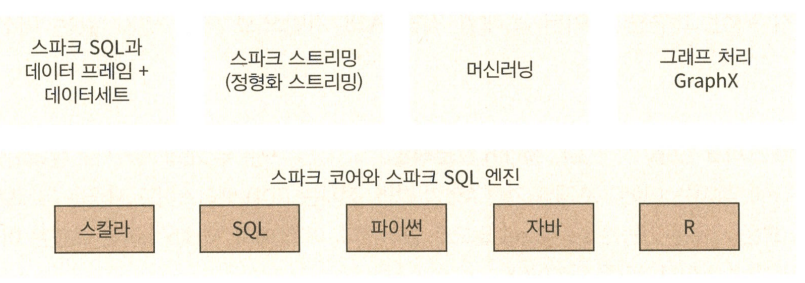 스파크 SQL과
데이터 프레임 +
데이터세트
스파크 스트리밍
(정형화 스트리밍)
머신러닝
그래프 처리
GraphX
스파크 코어와 스파크 SQL 엔진
스칼라
SQL
파이썬
자바
R